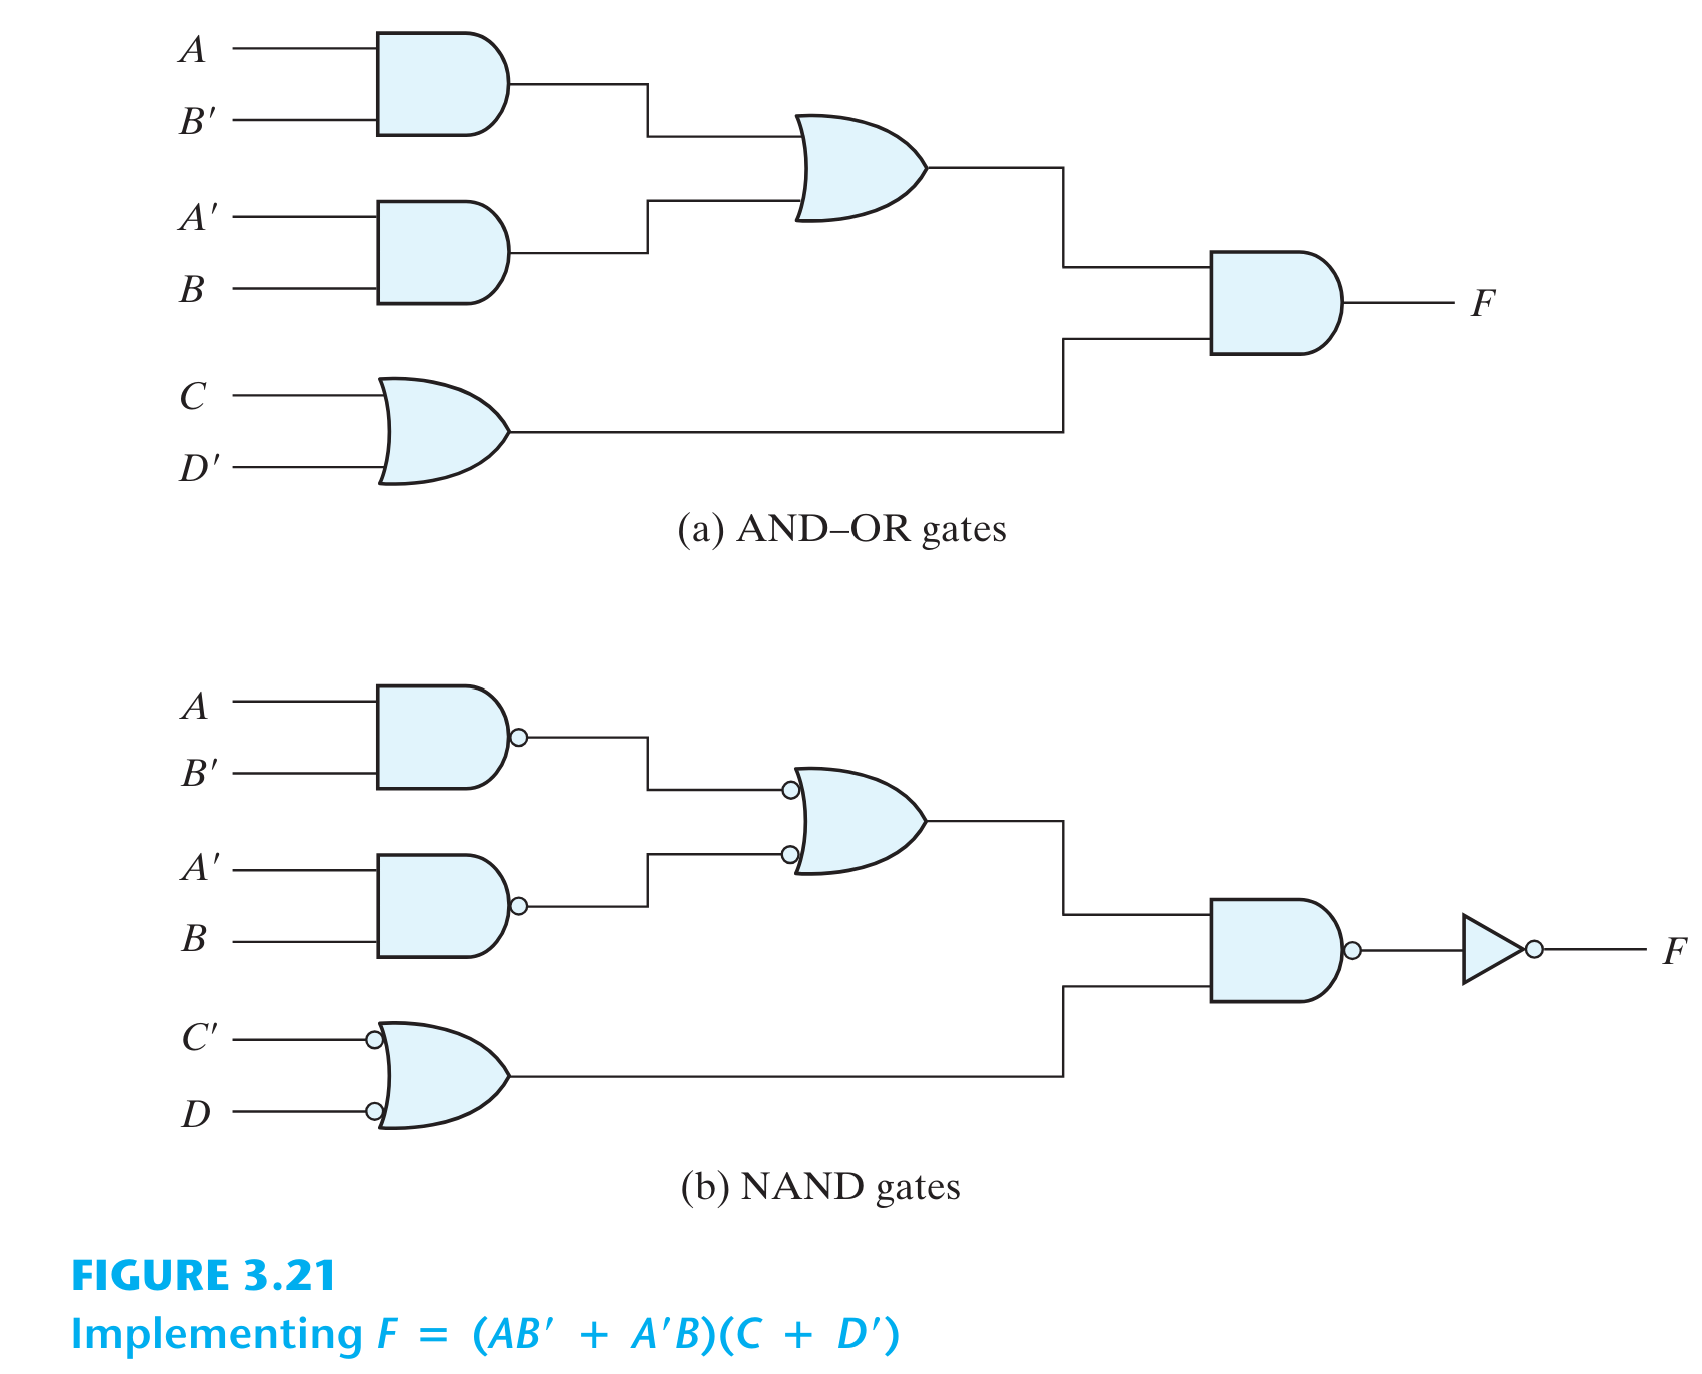 A
B′
A′
B
F
C
D′
(a) AND–OR gates
A
B′
A′
B
F
C′
D
(b) NAND gates
FIGURE 3.21
Implementing F = (AB′ + A′B)(C + D′)